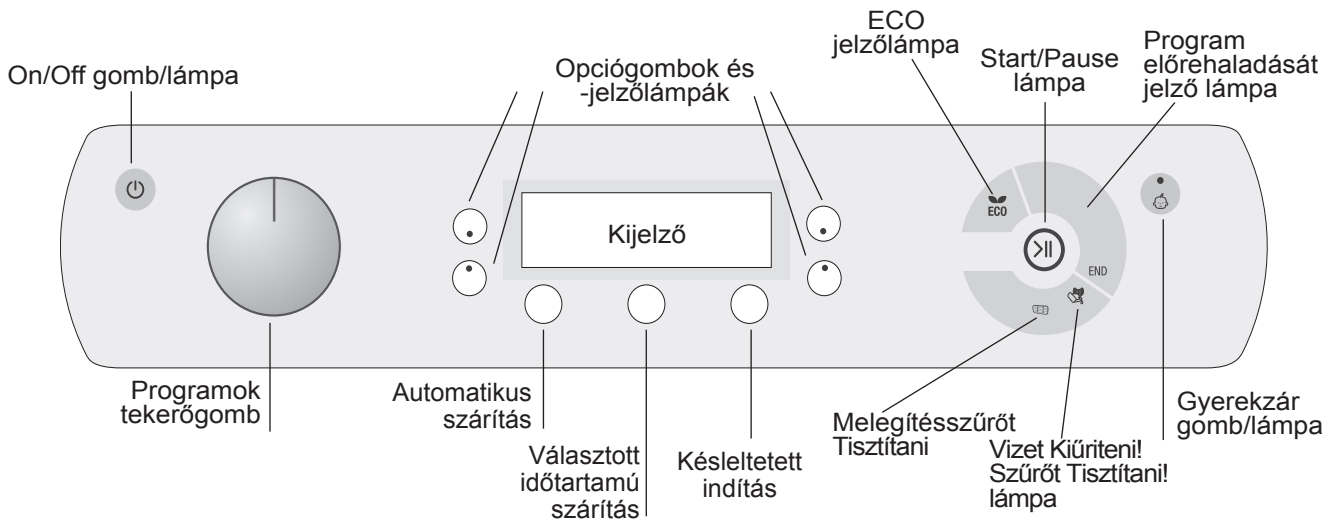 On/Off gomb/lámpa
Opciógombok és
-jelzőlámpák
ECO
jelzőlámpa
Start/Pause
lámpa
Program
előrehaladását
jelző lámpa
Kijelző
ECO
END
Programok
tekerőgomb
Automatikus
szárítás
Választott
időtartamú
szárítás
Késleltetett
indítás
Melegítésszűrőt
Tisztítani
Vizet Kiűriteni!
Szűrőt Tisztítani!
lámpa
Gyerekzár
gomb/lámpa